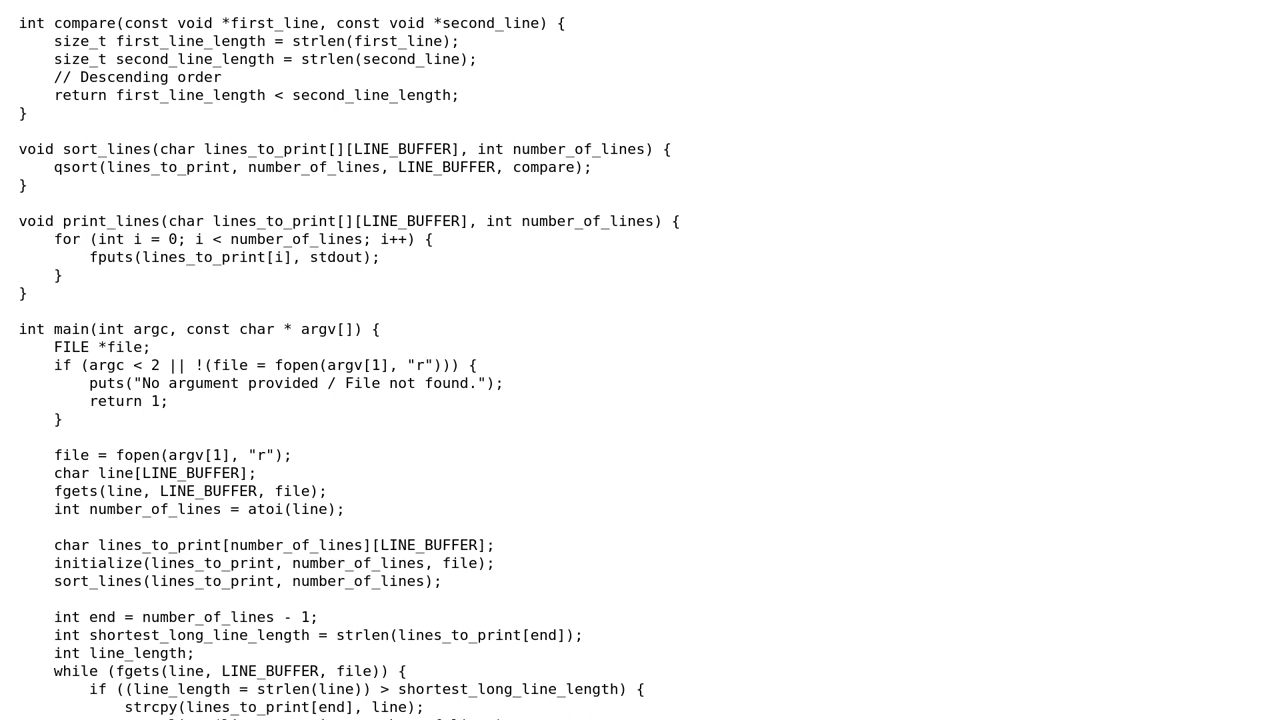 int compare(const void *first_line, const void *second_line) {
    size_t first_line_length = strlen(first_line);
    size_t second_line_length = strlen(second_line);
    // Descending order
    return first_line_length < second_line_length;
}

void sort_lines(char lines_to_print[][LINE_BUFFER], int number_of_lines) {
    qsort(lines_to_print, number_of_lines, LINE_BUFFER, compare);
}

void print_lines(char lines_to_print[][LINE_BUFFER], int number_of_lines) {
    for (int i = 0; i < number_of_lines; i++) {
        fputs(lines_to_print[i], stdout);
    }
}

int main(int argc, const char * argv[]) {
    FILE *file;
    if (argc < 2 || !(file = fopen(argv[1], "r"))) {
        puts("No argument provided / File not found.");
        return 1;
    }

    file = fopen(argv[1], "r");
    char line[LINE_BUFFER];
    fgets(line, LINE_BUFFER, file);
    int number_of_lines = atoi(line);

    char lines_to_print[number_of_lines][LINE_BUFFER];
    initialize(lines_to_print, number_of_lines, file);
    sort_lines(lines_to_print, number_of_lines);

    int end = number_of_lines - 1;
    int shortest_long_line_length = strlen(lines_to_print[end]);
    int line_length;
    while (fgets(line, LINE_BUFFER, file)) {
        if ((line_length = strlen(line)) > shortest_long_line_length) {
            strcpy(lines_to_print[end], line);